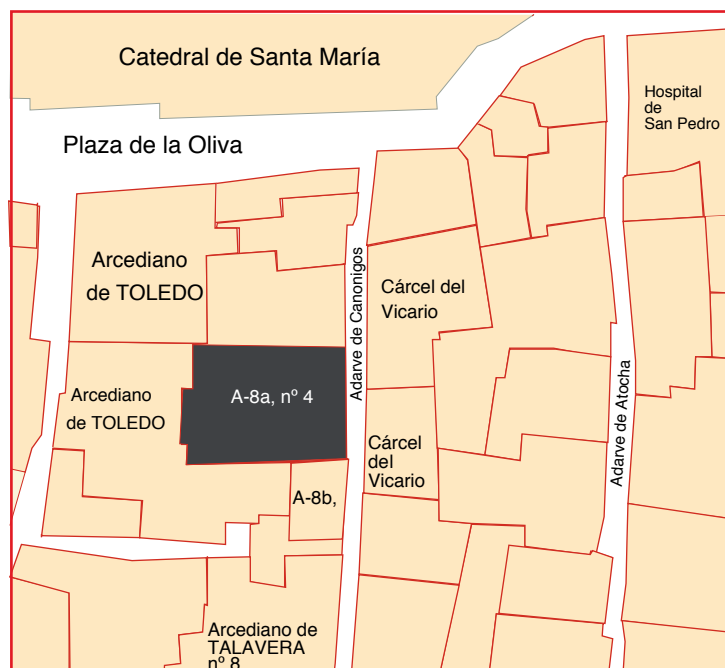 Catedral de Santa María
Plaza de la Oliva
Hospital
de
San Pedro
Arcediano
de TOLEDO
Adarve de Canonigos
Cárcel del
Vicario
Arcediano
de TOLEDO
A-8a, nº 4
Cárcel
del
Vicario
Adarve de Atocha
A-8b,
Arcediano de
TALAVERA
nº 8